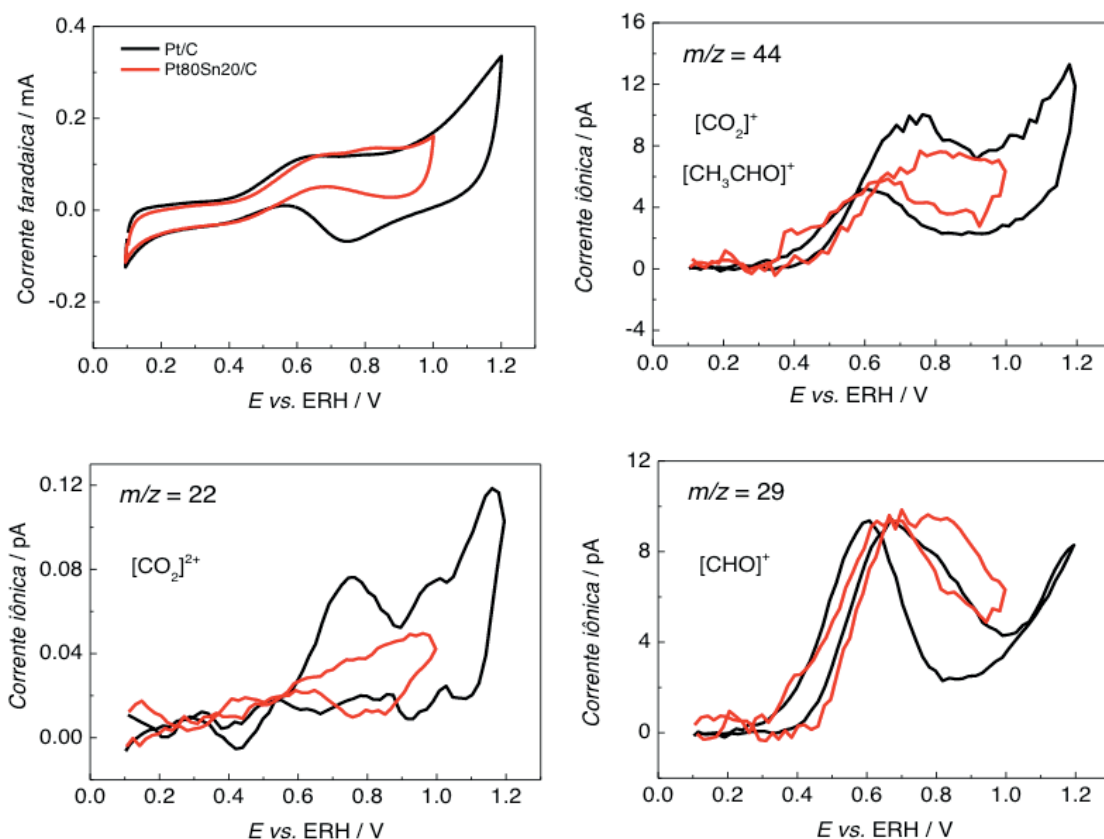 Corrente faradaica / mA
0.4
0.2
0.0
-0.2
Pt/C
Pt80Sn20/C
0.0 0.2 0.4 0.6 0.8 1.0 1.2
E vs. ERH / V
Corrente iônica / pA
16
12
8
4
0
-4
m/z = 44
[CO₂]⁺
[CH₃CHO]⁺
0.0 0.2 0.4 0.6 0.8 1.0 1.2
E vs. ERH / V
Corrente iônica / pA
0.12
0.08
0.04
0.00
m/z = 22
[CO₂]²⁺
0.0 0.2 0.4 0.6 0.8 1.0 1.2
E vs. ERH / V
Corrente iônica / pA
12
8
4
0
m/z = 29
[CHO]⁺
0.0 0.2 0.4 0.6 0.8 1.0 1.2
E vs. ERH / V